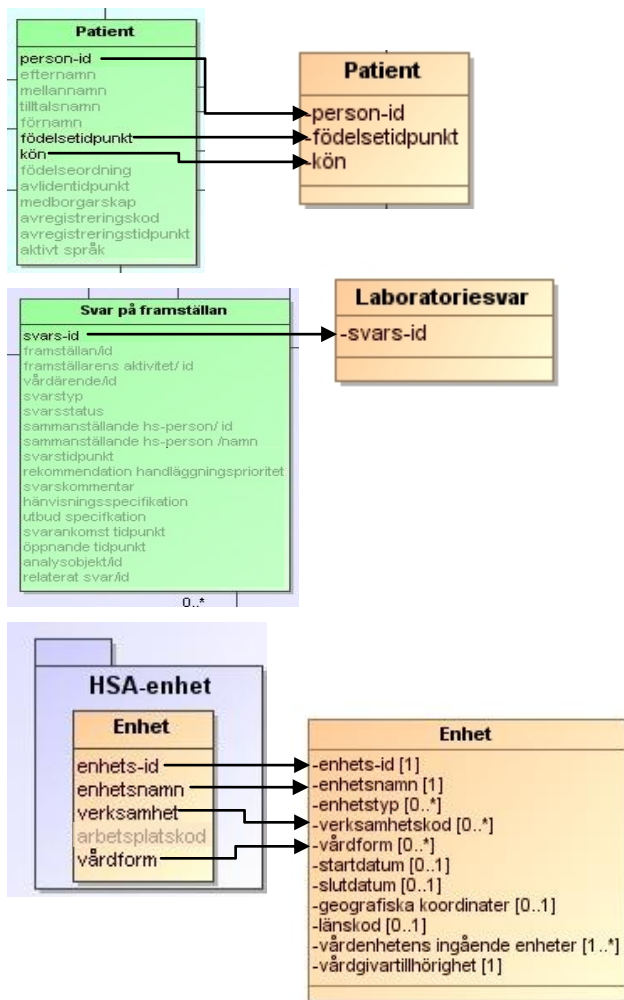 Patient
person-id
efternamn
mellannamn
tilltalsnamn
förnamn
födelsetidpunkt
kön
födelseordning
avlidentidpunkt
medborgarskap
avregistreringskod
avregistreringstidpunkt
aktivt språk
Patient
-person-id
-födelsetidpunkt
-kön
Svar på framställan
svars-id
framställan/id
framställarens aktivitet/ id
vårdärende/id
svarstyp
svarsstatus
sammanställande hs-person/ id
sammanställande hs-person /namn
svarstidpunkt
rekommendation handläggningsprioritet
svarskommentar
hänvisningsspecifikation
utbud specifkation
svarankomst tidpunkt
öppnande tidpunkt
analysobjekt/id
relaterat svar/id
0..*
Laboratoriesvar
-svars-id
HSA-enhet
Enhet
enhets-id
enhetsnamn
verksamhet
arbetsplatskod
vårdform
Enhet
-enhets-id [1]
-enhetsnamn [1]
-enhetstyp [0..*]
-verksamhetskod [0..*]
-vårdform [0..*]
-startdatum [0..1]
-slutdatum [0..1]
-geografiska koordinater [0..1]
-länskod [0..1]
-vårdenhetens ingående enheter [1..*]
-vårdgivartillhörighet [1]